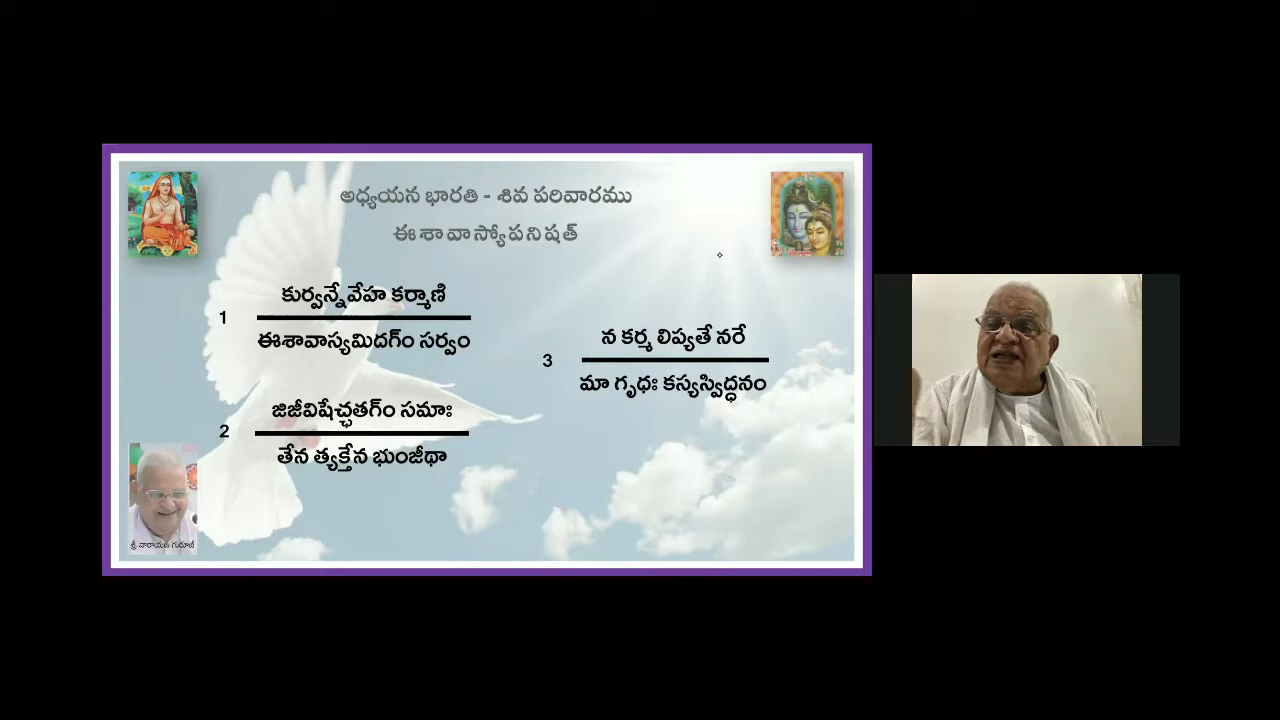 అధ్యయన భారతి - శివ పరివారము
ఈశావాస్యోపనిషత్
1
కుర్వన్నేవేహ కర్మాణి
ఈశావాస్యమిదగ్ం సర్వం
2
జిజీవిషేచ్ఛతగ్ం సమాః
తేన త్యక్తేన భుంజీథా
3
న కర్మ లిప్యతే నరే
మా గృధః కస్యస్విద్ధనం
శ్రీ నారాయణ గురూజీ